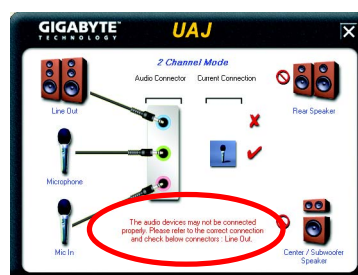 GIGABYTE™
TECHNOLOGY
UAJ
2 Channel Mode
Audio Connector
Current Connection
Line Out
Rear Speaker
Microphone
Mic In
The audio devices may not be connected
properly. Please refer to the correct connection
and check below connectors : Line Out.
Center / Subwoofer
Speaker